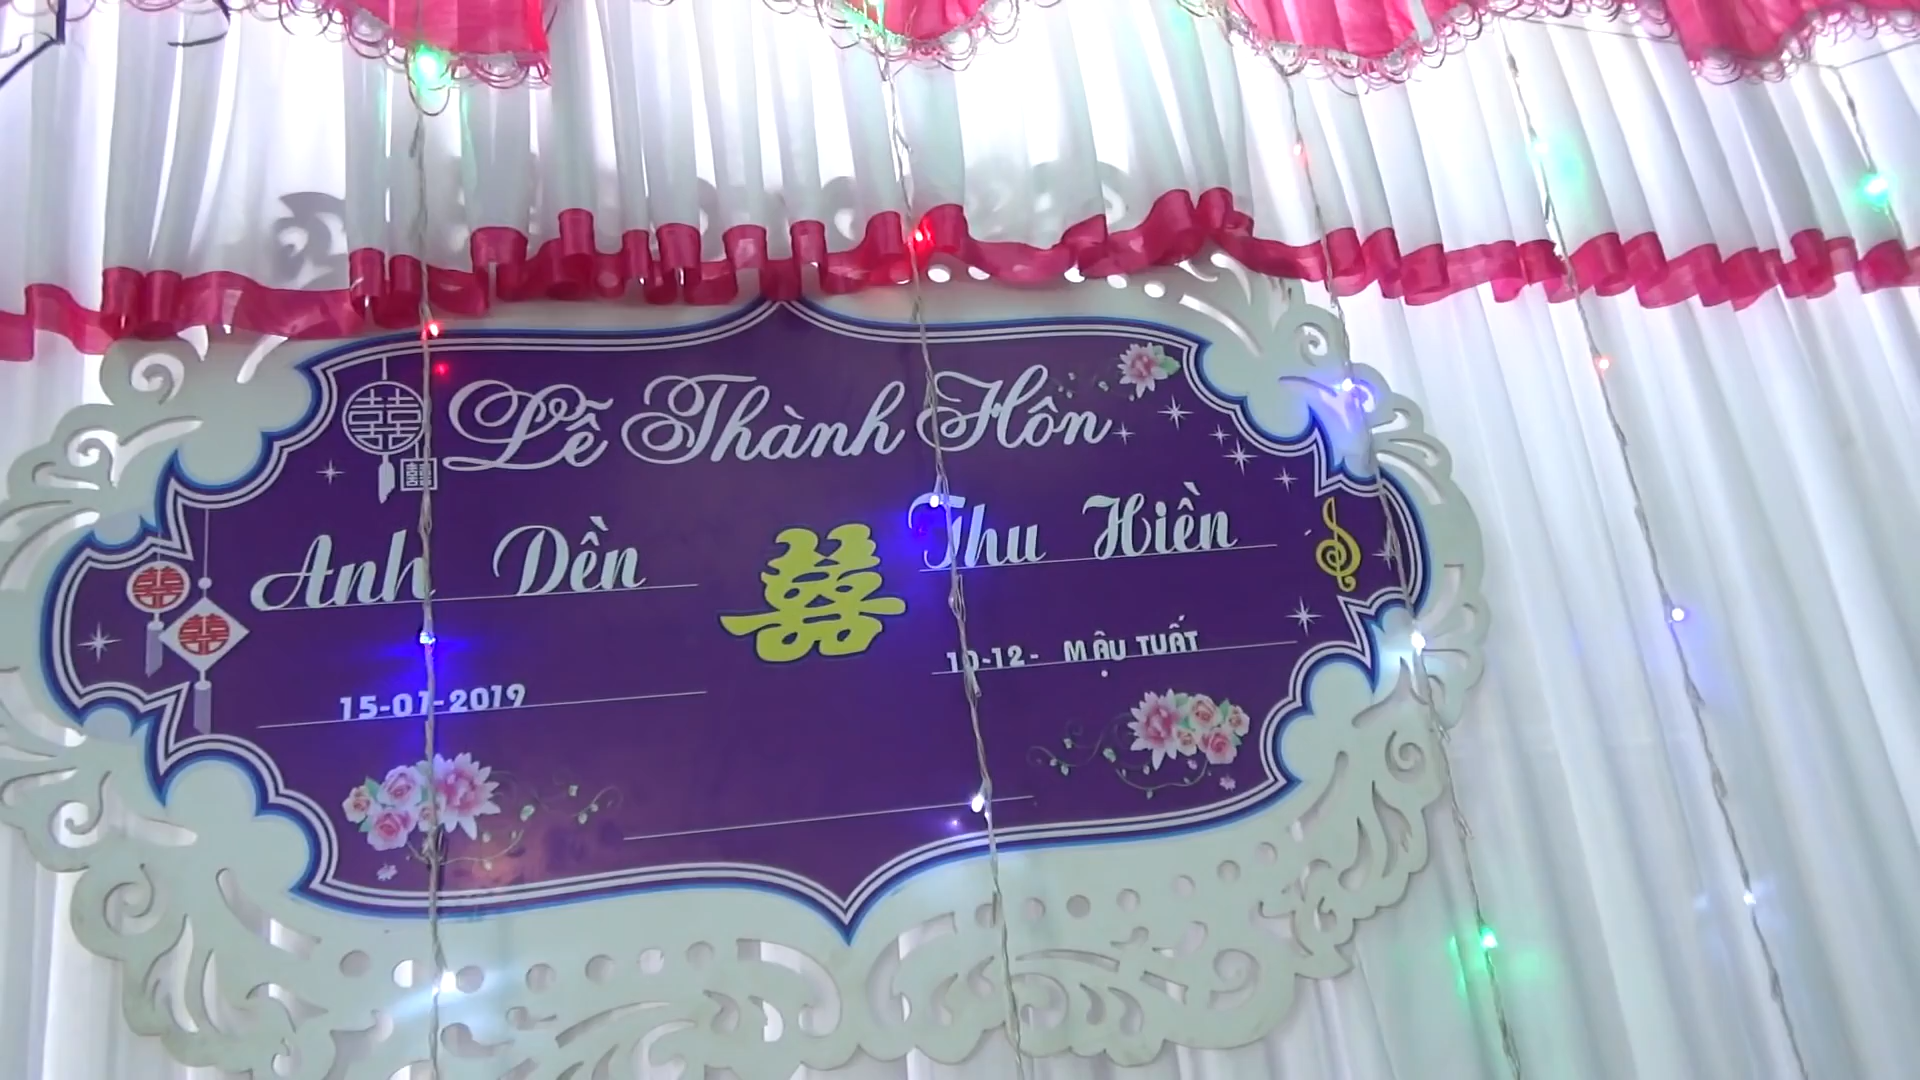 Lễ Thành Hôn
Anh Dền 囍 Thu Hiền
15-01-2019
10-12- MẬU TUẤT